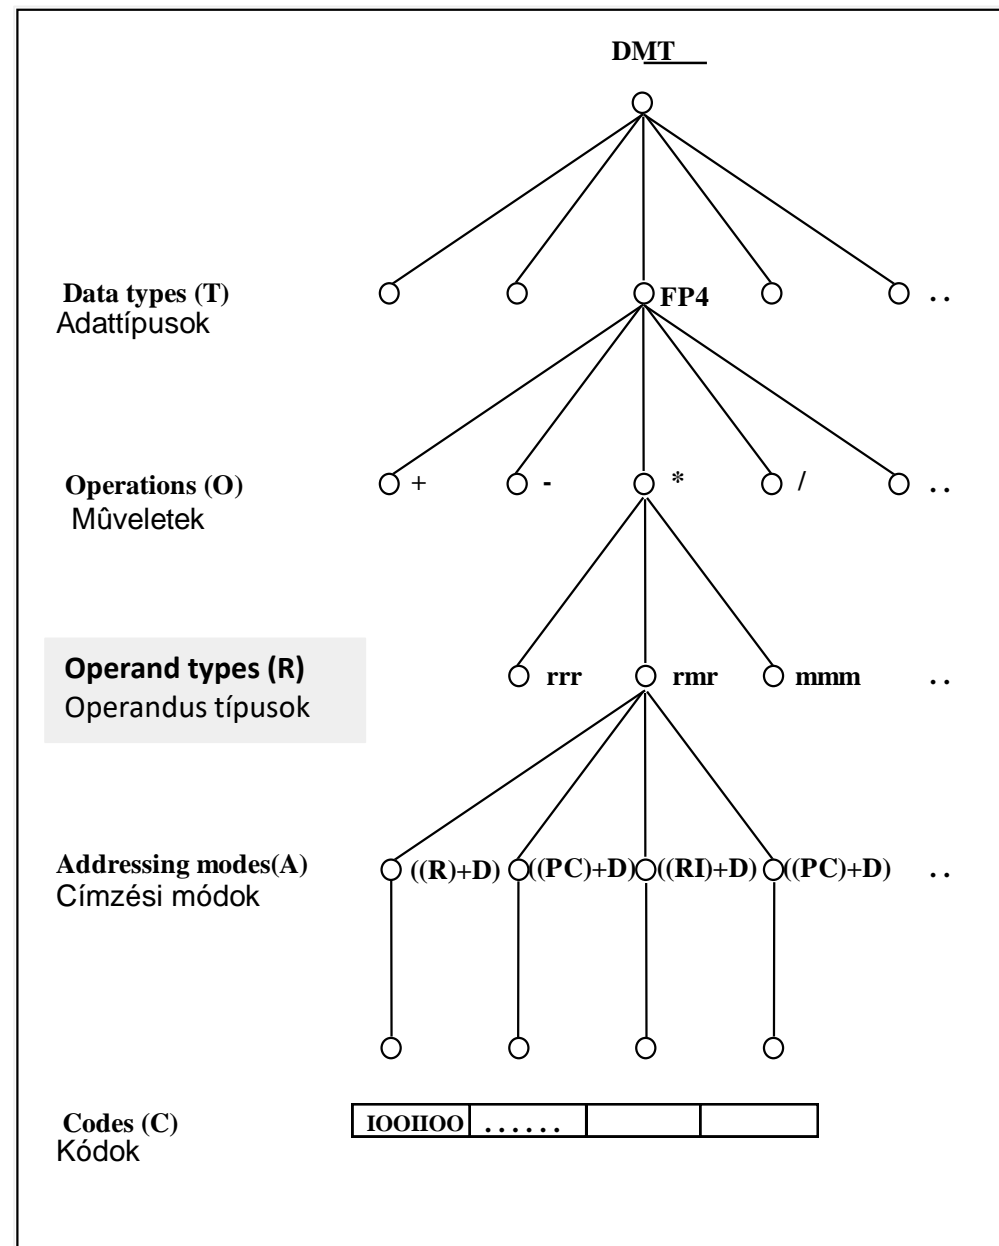 DMT
Data types (T)
Adattípusok
FP4
. .
Operations (O)
Mûveletek
+ - * / . .
Operand types (R)
Operandus típusok
rrr rmr mmm . .
Addressing modes(A)
Címzési módok
((R)+D) ((PC)+D) ((RI)+D) ((PC)+D) . .
Codes (C)
Kódok
IOOIIOO . . . . . .